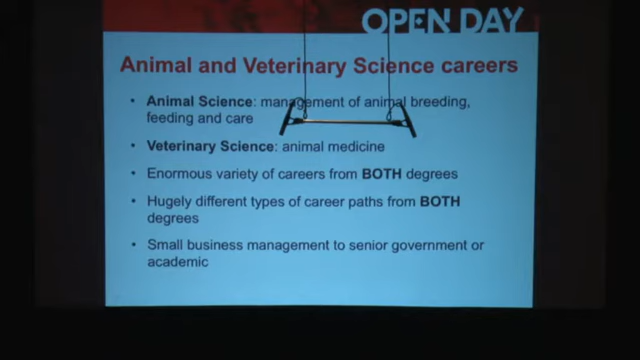 OPEN DAY
Animal and Veterinary Science careers
• Animal Science: management of animal breeding,
feeding and care
• Veterinary Science: animal medicine
• Enormous variety of careers from BOTH degrees
• Hugely different types of career paths from BOTH
degrees
• Small business management to senior government or
academic